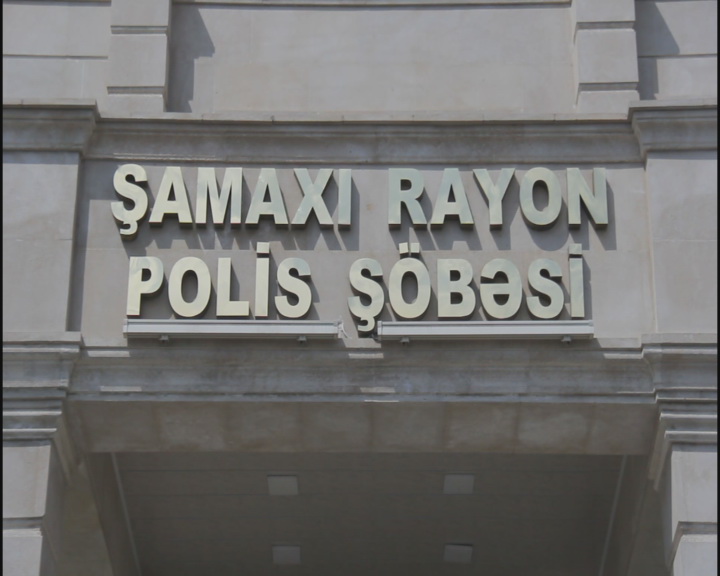 ŞAMAXI RAYON
POLİS ŞÖBƏSİ